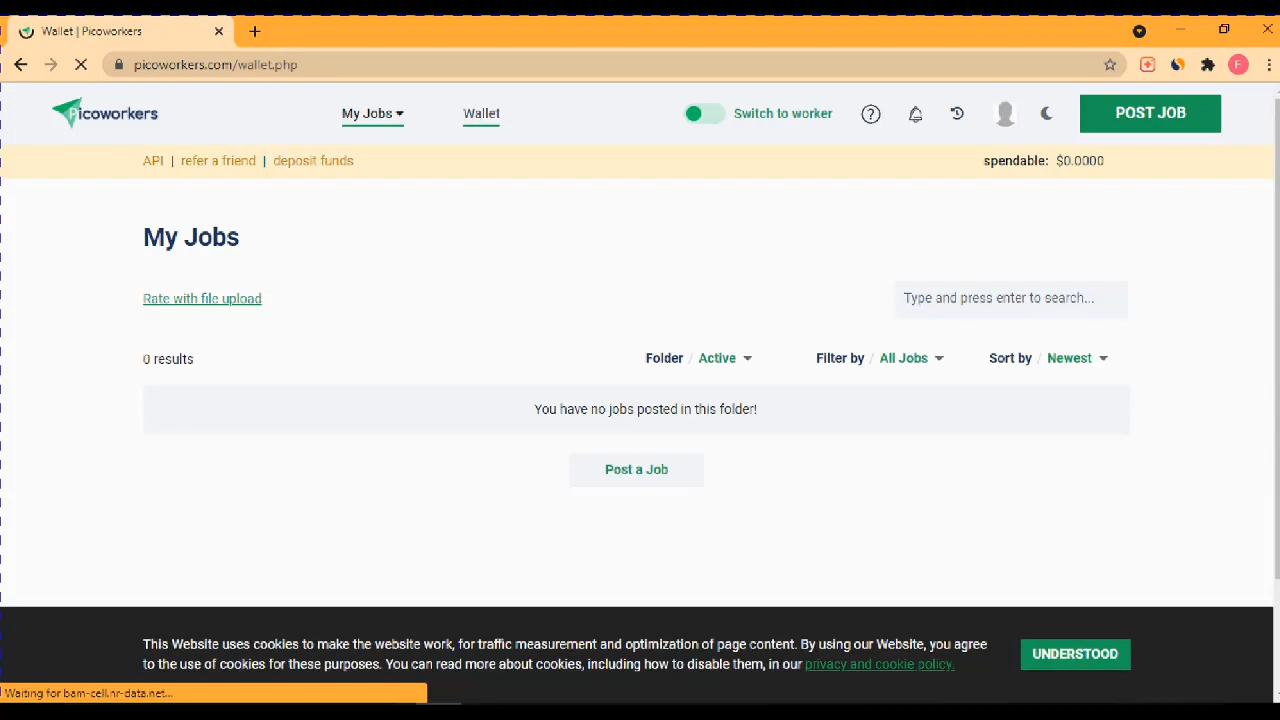 Wallet | Picoworkers
picoworkers.com/wallet.php
F
Picoworkers
My Jobs
Wallet
Switch to worker
POST JOB
API | refer a friend | deposit funds
spendable: $0.0000
My Jobs
Rate with file upload
Type and press enter to search...
0 results
Folder / Active
Filter by / All Jobs
Sort by / Newest
You have no jobs posted in this folder!
Post a Job
This Website uses cookies to make the website work, for traffic measurement and optimization of page content. By using our Website, you agree
to the use of cookies for these purposes. You can read more about cookies, including how to disable them, in our privacy and cookie policy.
UNDERSTOOD
Waiting for bam-cell.nr-data.net...